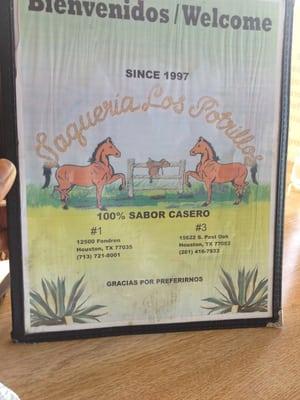 Bienvenidos/Welcome
SINCE 1997
Taquería Los Potrillos
100% SABOR CASERO
#1
12500 Fondren
Houston, TX 77035
(713) 721-8001
#3
15622 S. Post Oak
Houston, TX 77053
(281) 416-7933
GRACIAS POR PREFERIRNOS